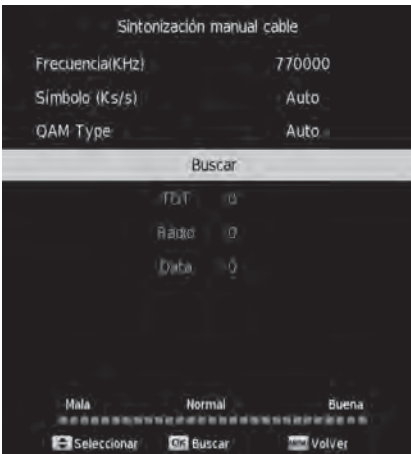 Sintonización manual cable
Frecuencia(KHz) 770000
Símbolo (Ks/s) Auto
QAM Type Auto
Buscar
TDT 0
Radio 0
Data 0
Mala Normal Buena
Seleccionar OK Buscar MENU Volver